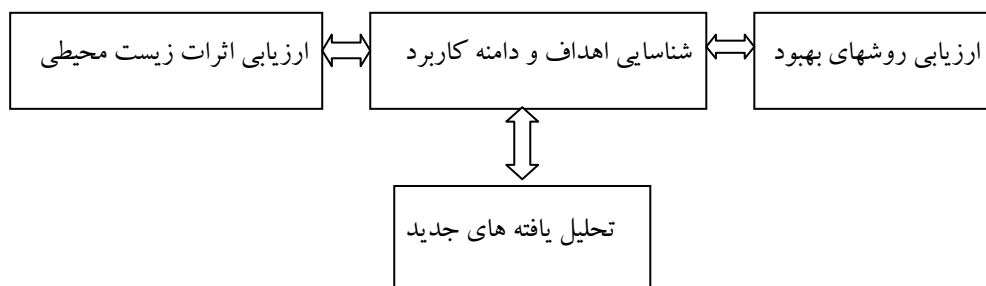 ارزیابی روشهای بهبود
شناسایی اهداف و دامنه کاربرد
ارزیابی اثرات زیست محیطی
تحلیل یافته های جدید